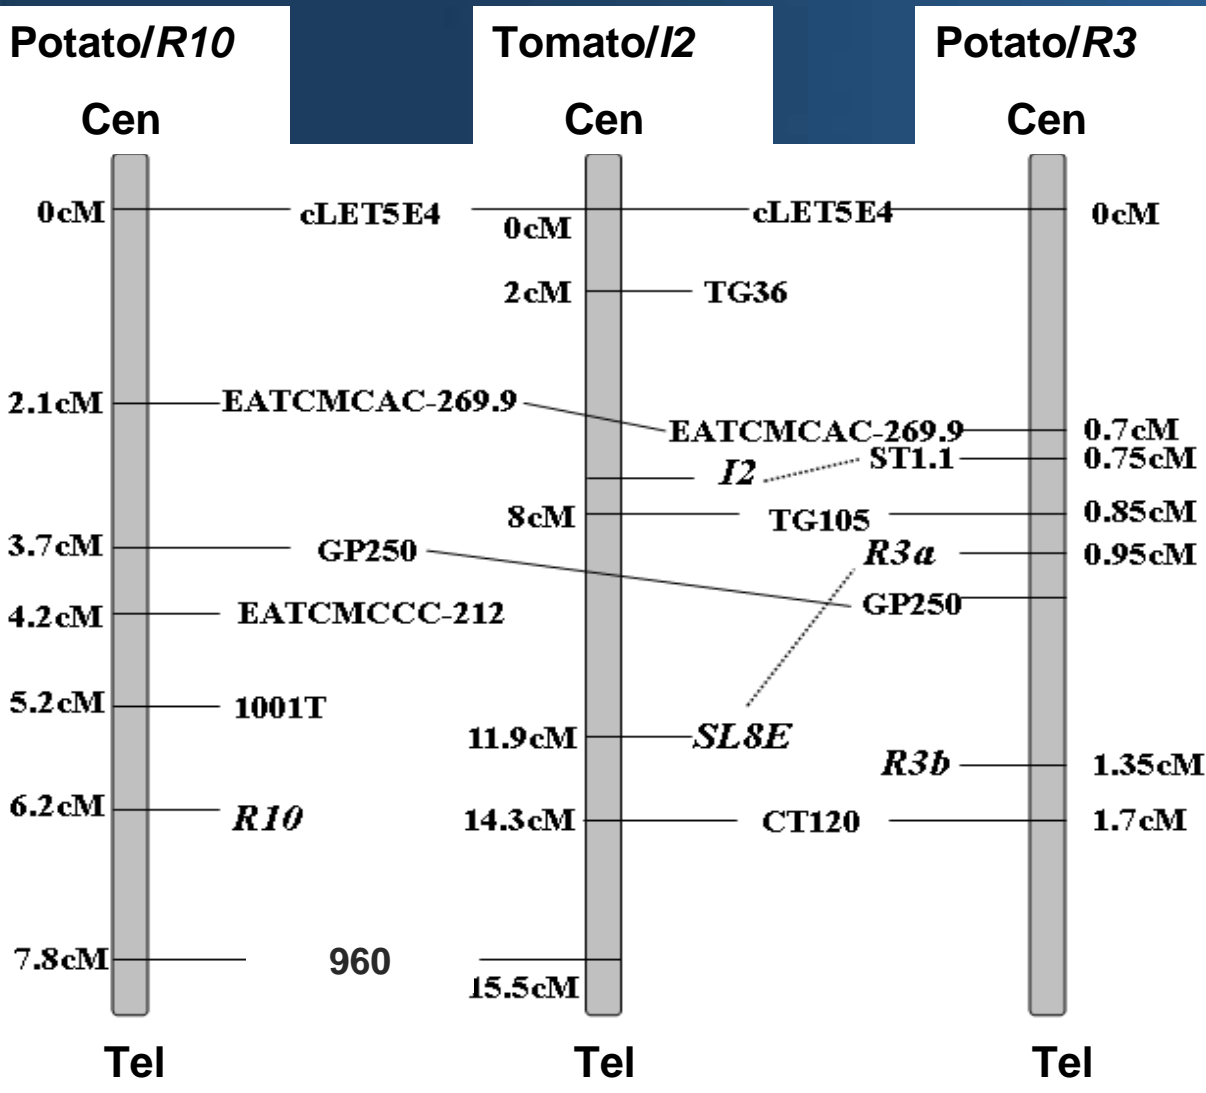 Potato/R10 Tomato/I2 Potato/R3
Cen Cen Cen
0cM cLET5E4 0cM cLET5E4 0cM
2cM TG36
2.1cM EATCMCAC-269.9
EATCMCAC-269.9 0.7cM
I2 ST1.1 0.75cM
8cM TG105 0.85cM
3.7cM GP250 R3a 0.95cM
GP250
4.2cM EATCMCCC-212
5.2cM 1001T
11.9cM SL8E
R3b 1.35cM
6.2cM R10
14.3cM CT120 1.7cM
7.8cM 960
15.5cM
Tel Tel Tel